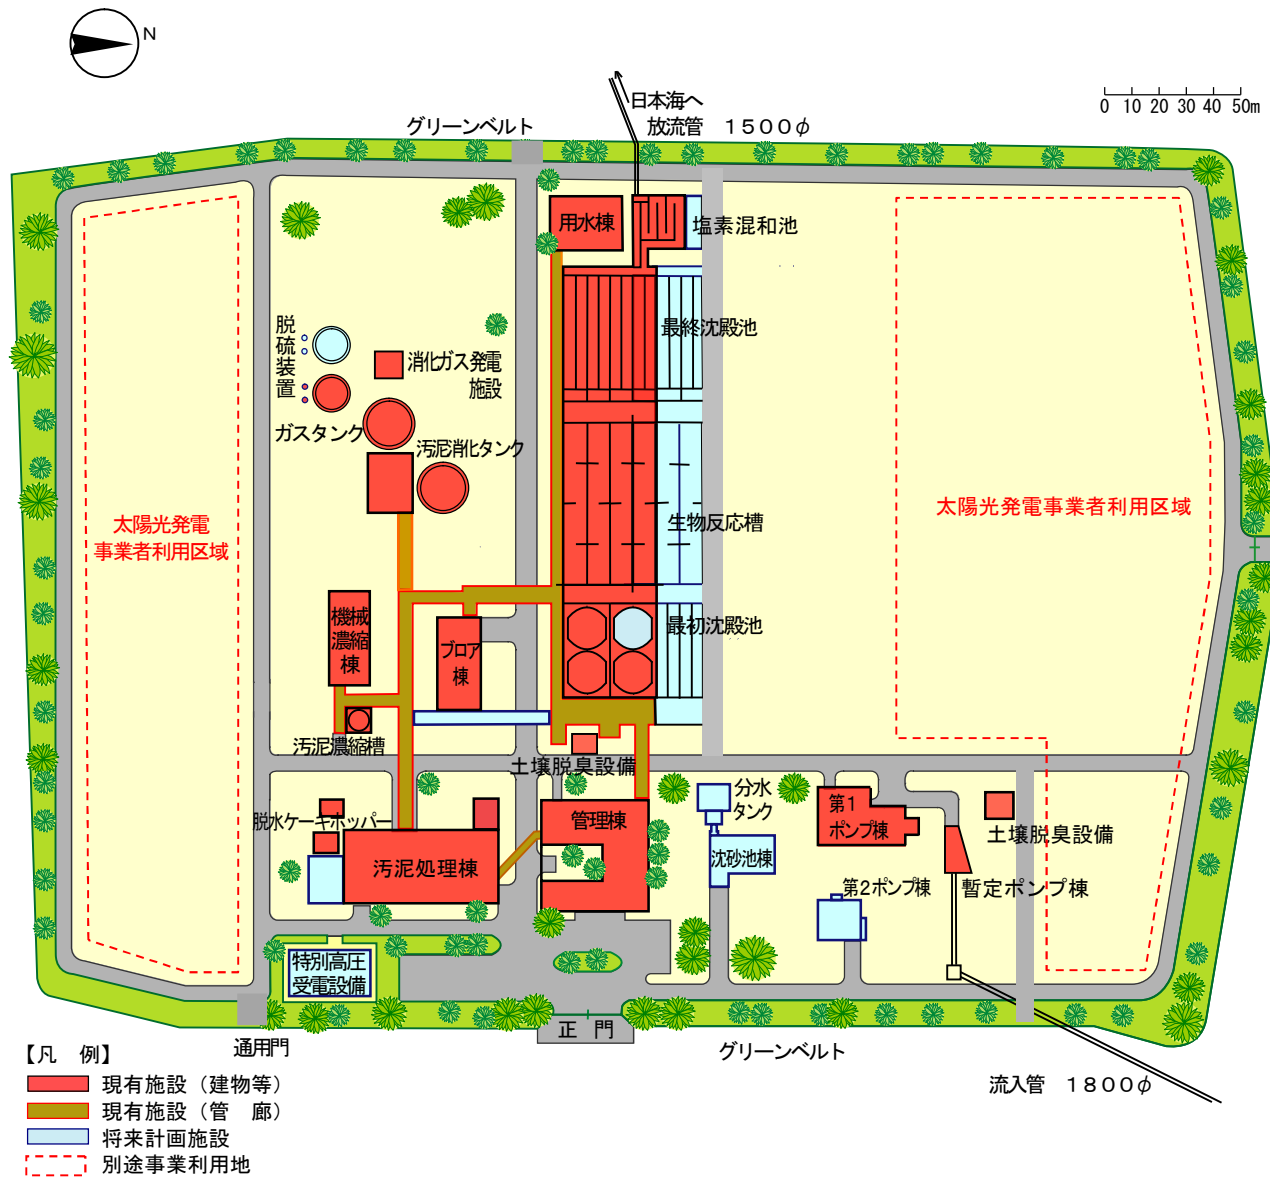 N
0 10 20 30 40 50m
日本海へ
放流管　１５００φ
グリーンベルト
用水棟
塩素混和池
脱硫装置
消化ガス発電
施設
最終沈殿池
ガスタンク
汚尼消化タンク
太陽光発電
事業者利用区域
太陽光発電事業者利用区域
生物反応槽
機械
濃縮
棟
ブロア
棟
最初沈殿池
汚泥濃縮槽
土壌脱臭設備
分水
タンク
脱水ケーキホッパー
管理棟
第１
ポンプ棟
土壌脱臭設備
汚泥処理棟
沈砂池棟
第２ポンプ棟
暫定ポンプ棟
特別高圧
受電設備
正　門
通用門
グリーンベルト
流入管　１８００φ
【凡　例】
現有施設（建物等）
現有施設（管　廊）
将来計画施設
別途事業利用地